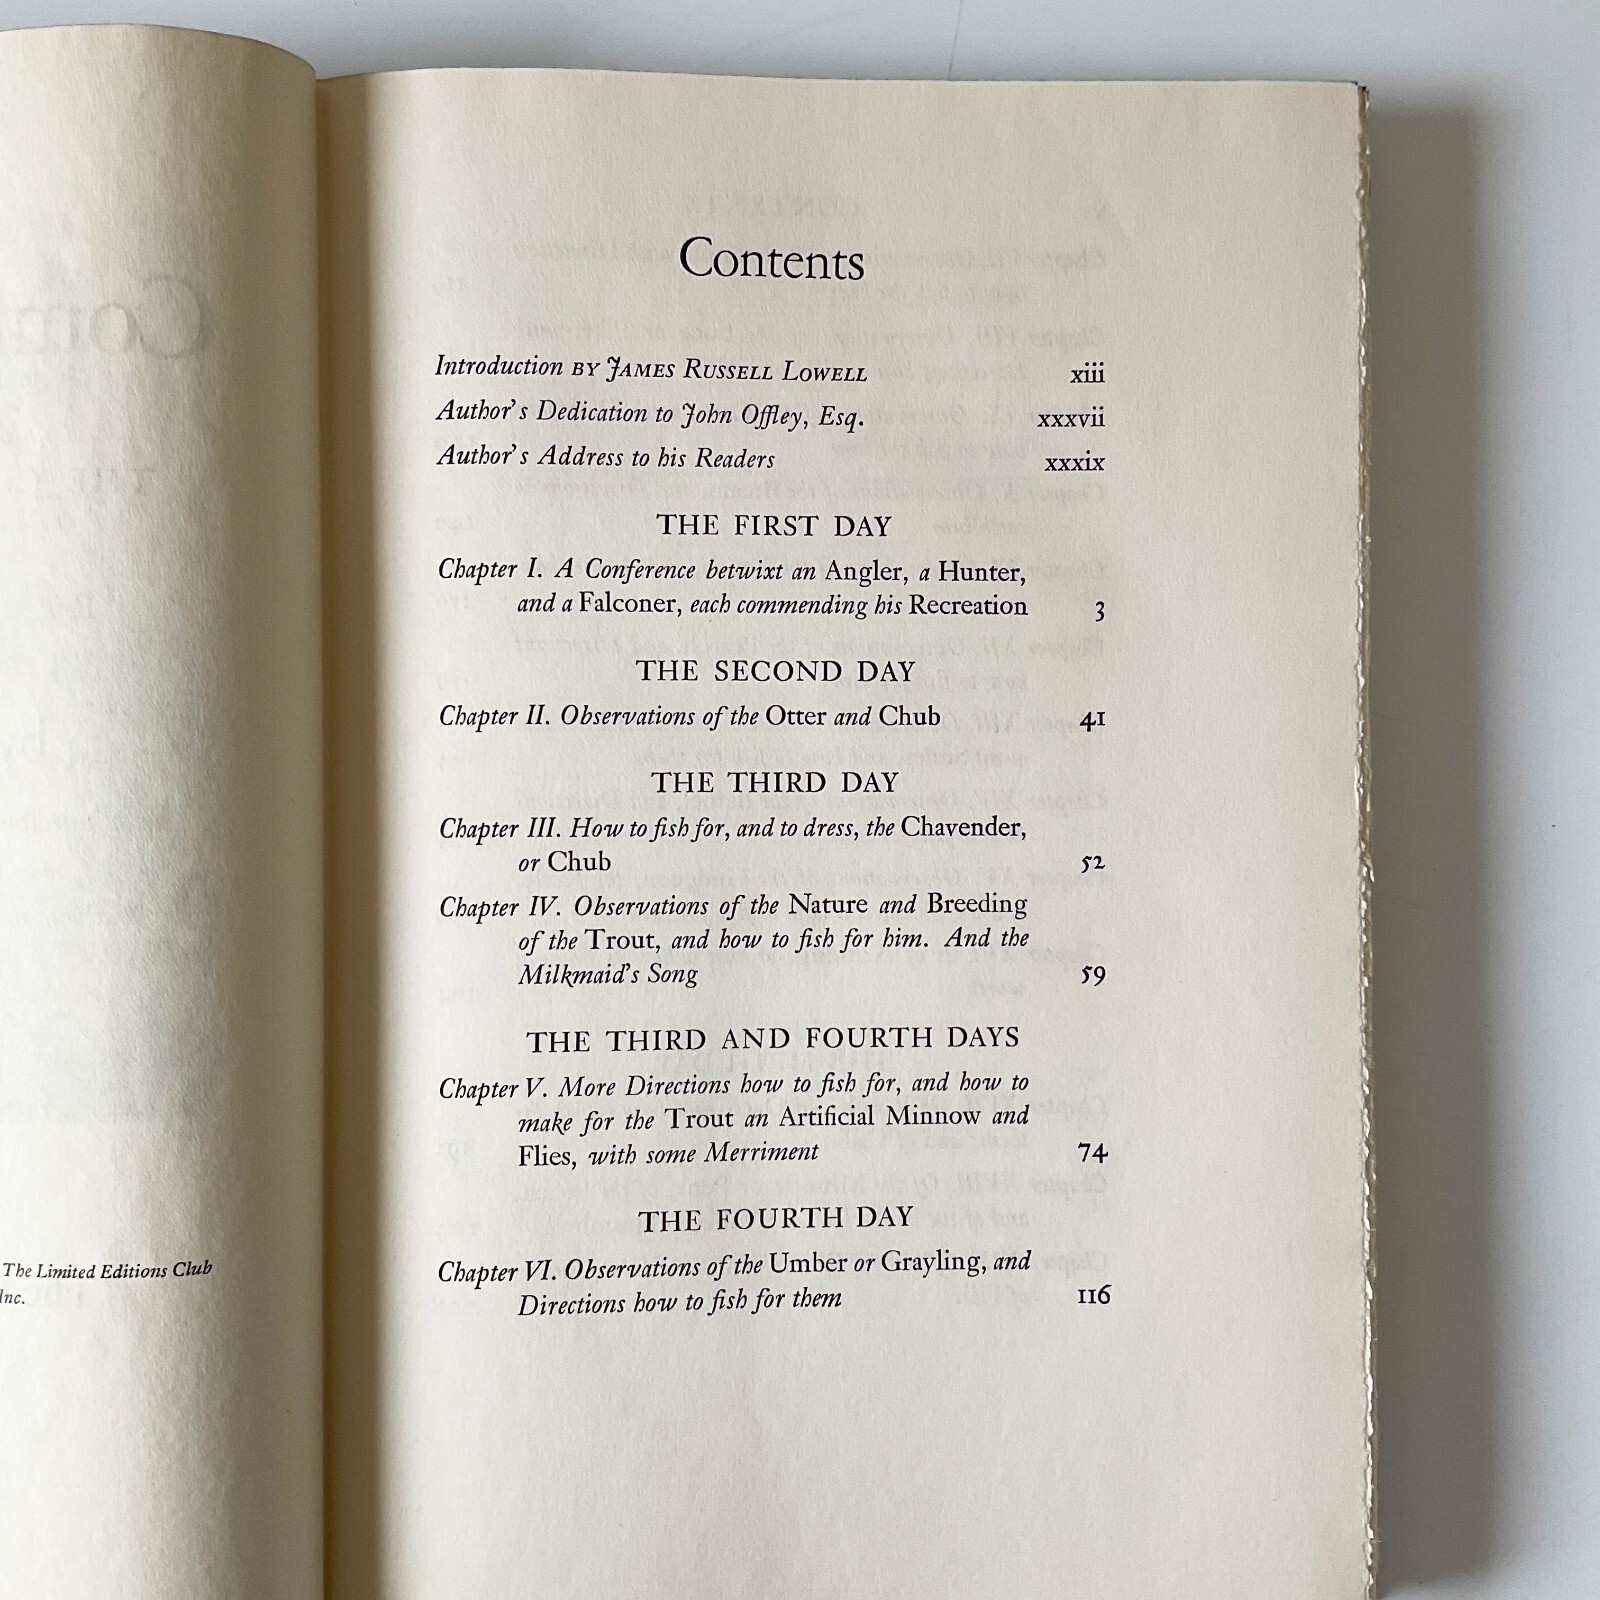 The Limited Editions Club
Inc.
Contents
Introduction BY JAMES RUSSELL LOWELL xiii
Author's Dedication to John Offley, Esq. xxxvii
Author's Address to his Readers xxxix
THE FIRST DAY
Chapter I. A Conference betwixt an Angler, a Hunter,
and a Falconer, each commending his Recreation 3
THE SECOND DAY
Chapter II. Observations of the Otter and Chub 41
THE THIRD DAY
Chapter III. How to fish for, and to dress, the Chavender,
or Chub 52
Chapter IV. Observations of the Nature and Breeding
of the Trout, and how to fish for him. And the
Milkmaid's Song 59
THE THIRD AND FOURTH DAYS
Chapter V. More Directions how to fish for, and how to
make for the Trout an Artificial Minnow and
Flies, with some Merriment 74
THE FOURTH DAY
Chapter VI. Observations of the Umber or Grayling, and
Directions how to fish for them 116